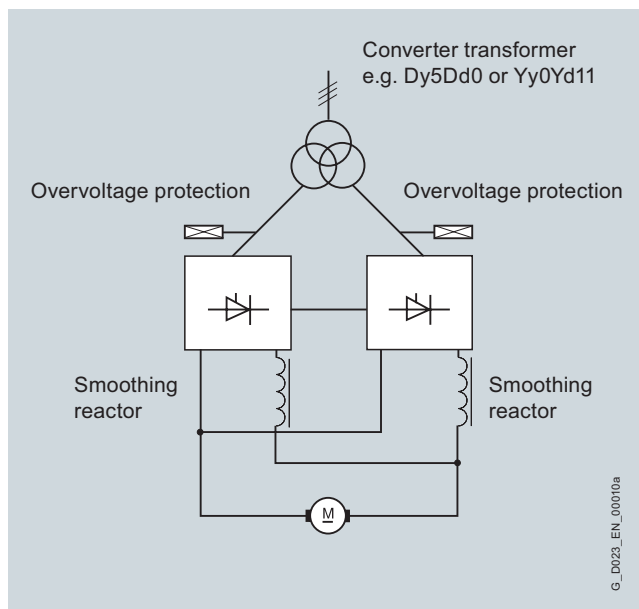 Converter transformer
e.g. Dy5Dd0 or Yy0Yd11
Overvoltage protection
Overvoltage protection
Smoothing
reactor
Smoothing
reactor
M
G_D023_EN_00010a